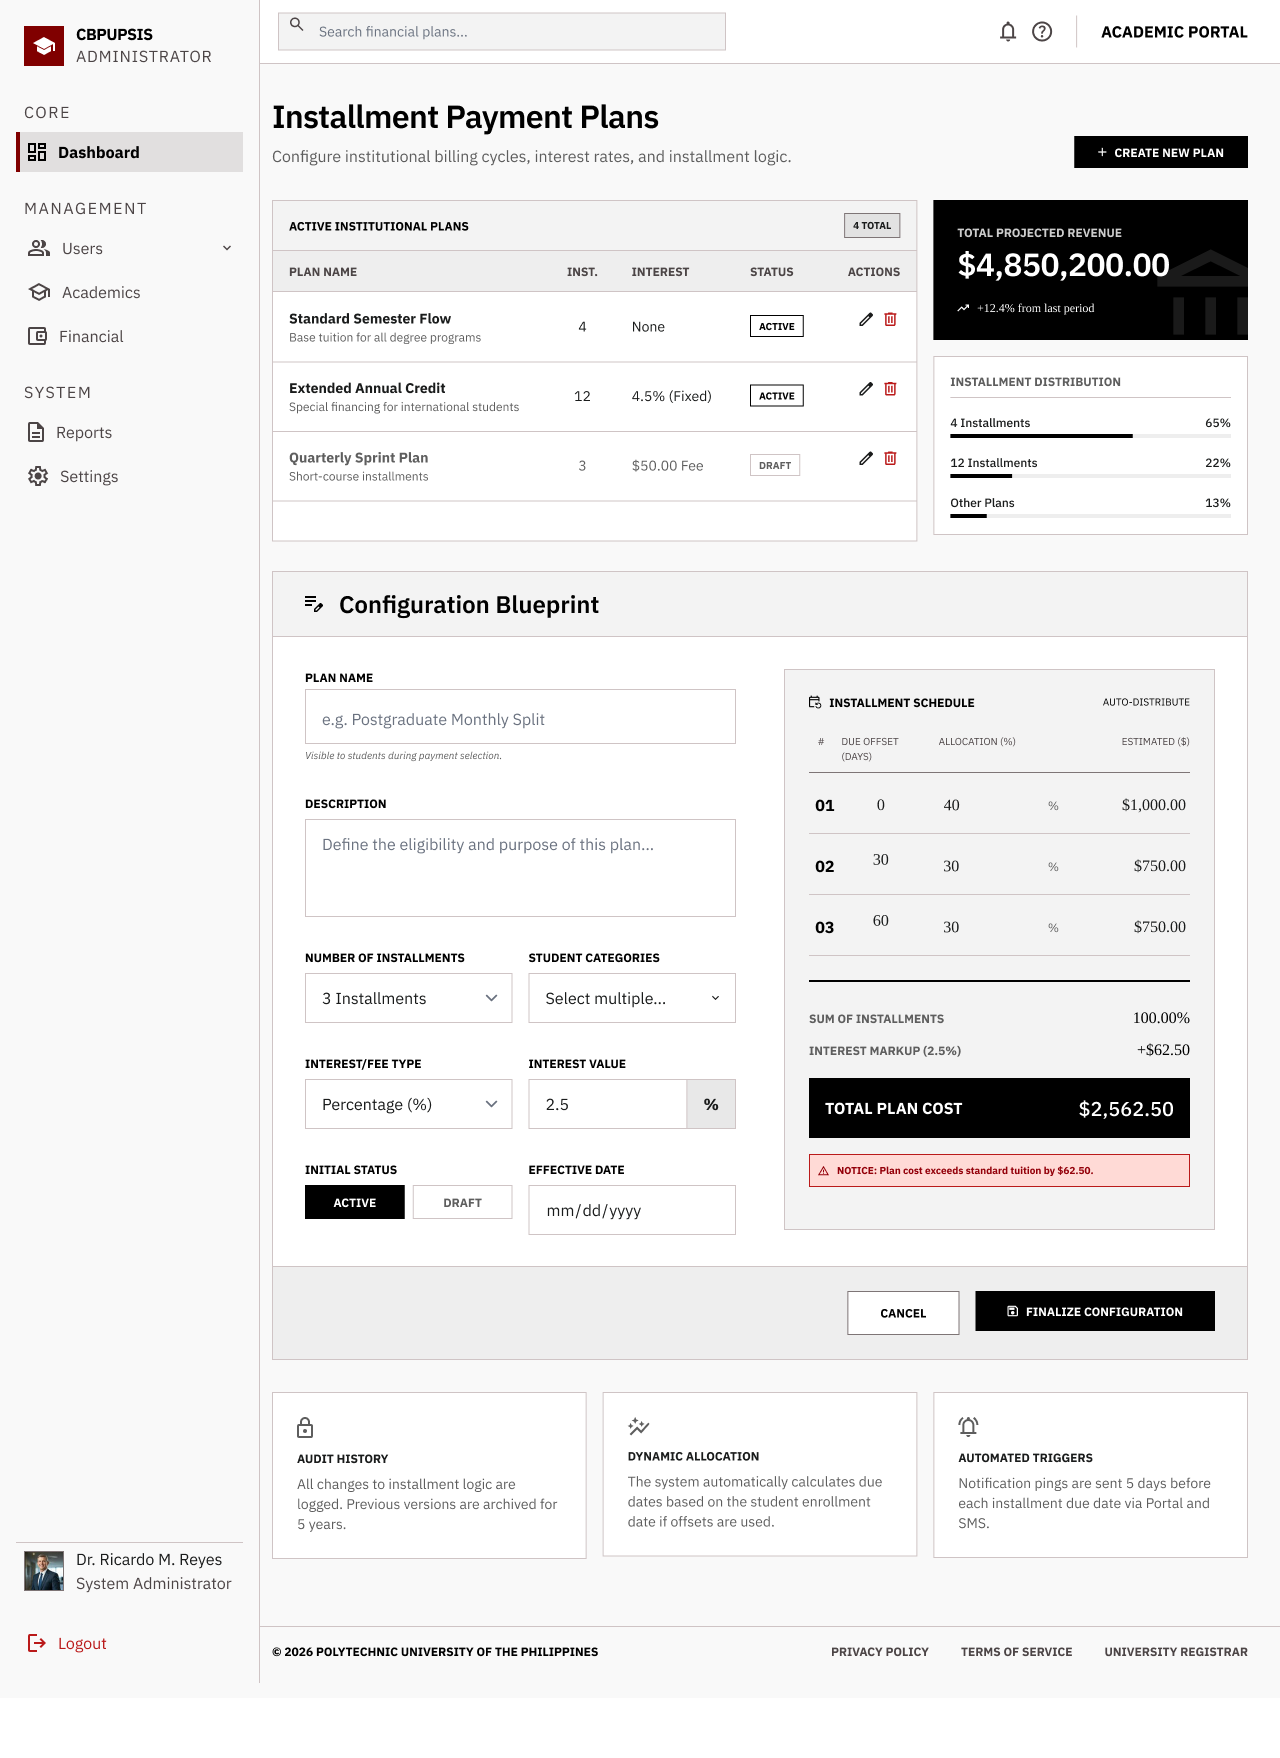 CBPUPSIS
ADMINISTRATOR
CORE
Dashboard
MANAGEMENT
Users
Academics
Financial
SYSTEM
Reports
Settings
Dr. Ricardo M. Reyes
System Administrator
Logout
Search financial plans...
ACADEMIC PORTAL
Installment Payment Plans
Configure institutional billing cycles, interest rates, and installment logic.
CREATE NEW PLAN
ACTIVE INSTITUTIONAL PLANS 4 TOTAL
PLAN NAME INST. INTEREST STATUS ACTIONS
Standard Semester Flow
Base tuition for all degree programs
4 None ACTIVE
Extended Annual Credit
Special financing for international students
12 4.5% (Fixed) ACTIVE
Quarterly Sprint Plan
Short-course installments
3 $50.00 Fee DRAFT
TOTAL PROJECTED REVENUE
$4,850,200.00
+12.4% from last period
INSTALLMENT DISTRIBUTION
4 Installments 65%
12 Installments 22%
Other Plans 13%
Configuration Blueprint
PLAN NAME
e.g. Postgraduate Monthly Split
Visible to students during payment selection.
DESCRIPTION
Define the eligibility and purpose of this plan...
NUMBER OF INSTALLMENTS
3 Installments
STUDENT CATEGORIES
Select multiple...
INTEREST/FEE TYPE
Percentage (%)
INTEREST VALUE
2.5 %
INITIAL STATUS
ACTIVE DRAFT
EFFECTIVE DATE
mm/dd/yyyy
INSTALLMENT SCHEDULE AUTO-DISTRIBUTE
# DUE OFFSET (DAYS) ALLOCATION (%) ESTIMATED ($)
01 0 40 % $1,000.00
02 30 30 % $750.00
03 60 30 % $750.00
SUM OF INSTALLMENTS 100.00%
INTEREST MARKUP (2.5%) +$62.50
TOTAL PLAN COST $2,562.50
NOTICE: Plan cost exceeds standard tuition by $62.50.
CANCEL
FINALIZE CONFIGURATION
AUDIT HISTORY
All changes to installment logic are
logged. Previous versions are archived for
5 years.
DYNAMIC ALLOCATION
The system automatically calculates due
dates based on the student enrollment
date if offsets are used.
AUTOMATED TRIGGERS
Notification pings are sent 5 days before
each installment due date via Portal and
SMS.
© 2026 POLYTECHNIC UNIVERSITY OF THE PHILIPPINES
PRIVACY POLICY TERMS OF SERVICE UNIVERSITY REGISTRAR